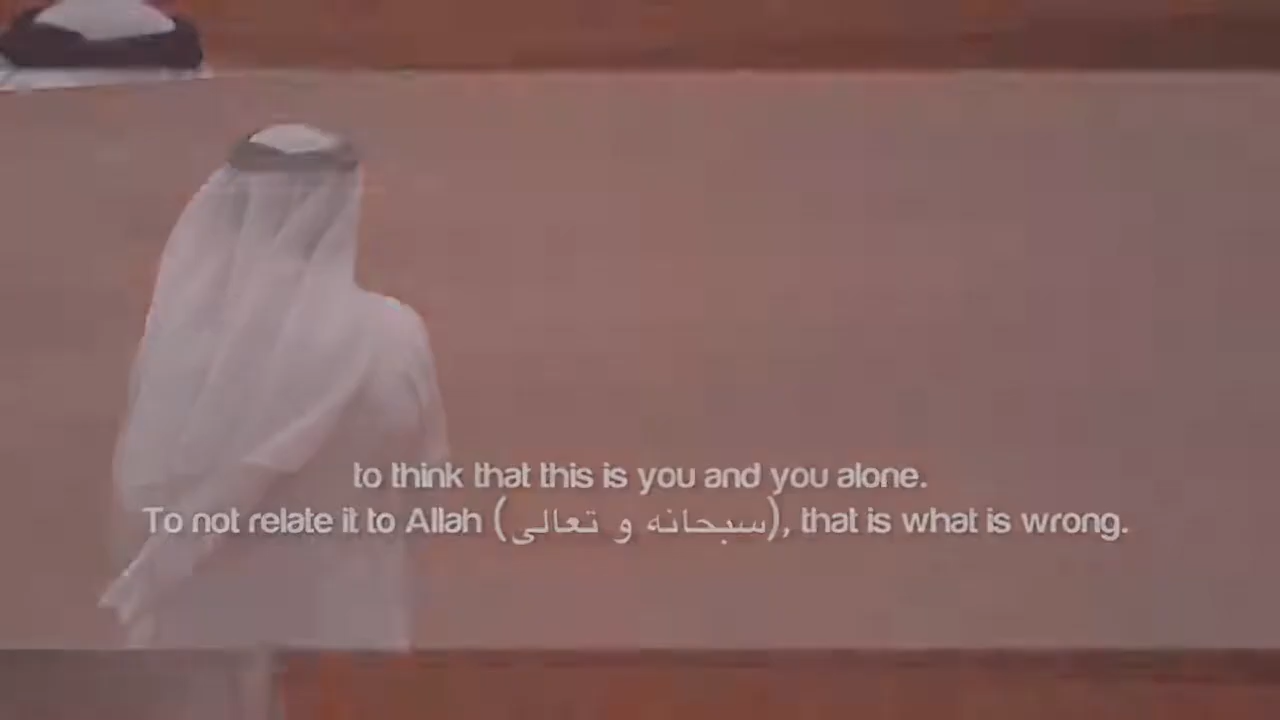 to think that this is you and you alone.
To not relate it to Allah (سبحانه و تعالى), that is what is wrong.